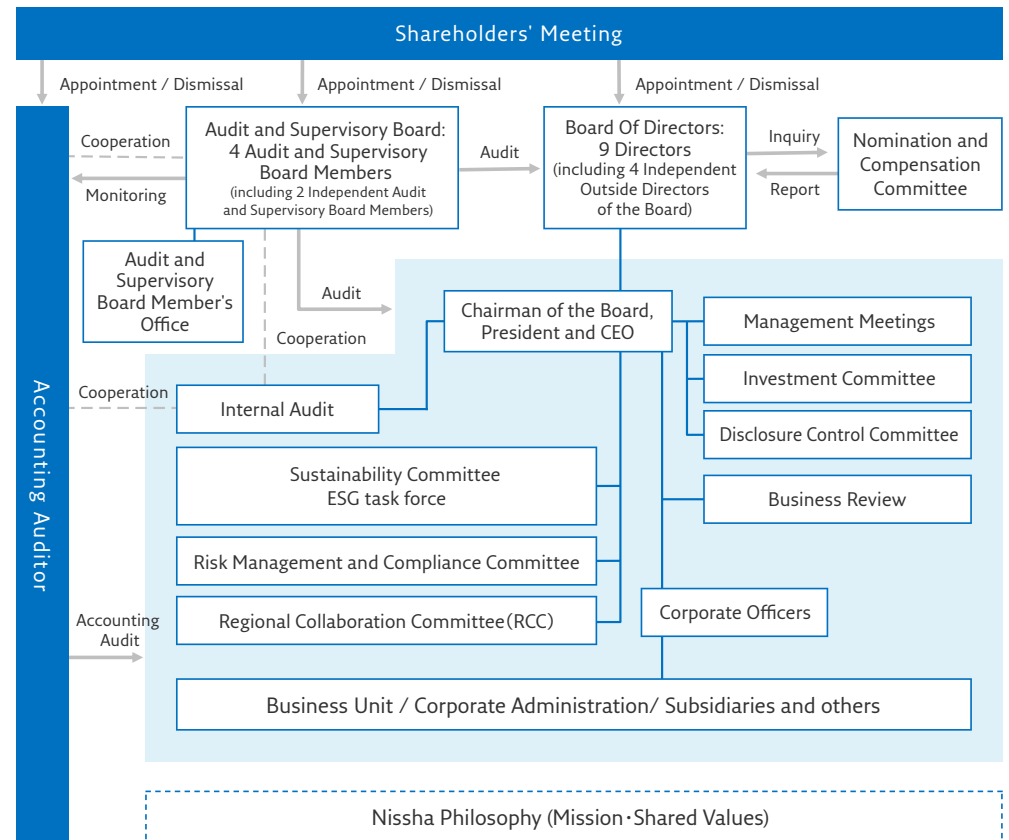 Shareholders' Meeting
Appointment / Dismissal
Appointment / Dismissal
Appointment / Dismissal
Accounting Auditor
Cooperation
Monitoring
Audit and Supervisory Board:
4 Audit and Supervisory
Board Members
(including 2 Independent Audit
and Supervisory Board Members)
Audit
Board Of Directors:
9 Directors
(including 4 Independent
Outside Directors
of the Board)
Inquiry
Report
Nomination and
Compensation
Committee
Audit and
Supervisory
Board Member's
Office
Audit
Cooperation
Chairman of the Board,
President and CEO
Management Meetings
Investment Committee
Disclosure Control Committee
Business Review
Cooperation
Internal Audit
Sustainability Committee
ESG task force
Risk Management and Compliance Committee
Regional Collaboration Committee(RCC)
Corporate Officers
Accounting
Audit
Business Unit / Corporate Administration/ Subsidiaries and others
Nissha Philosophy (Mission・Shared Values)